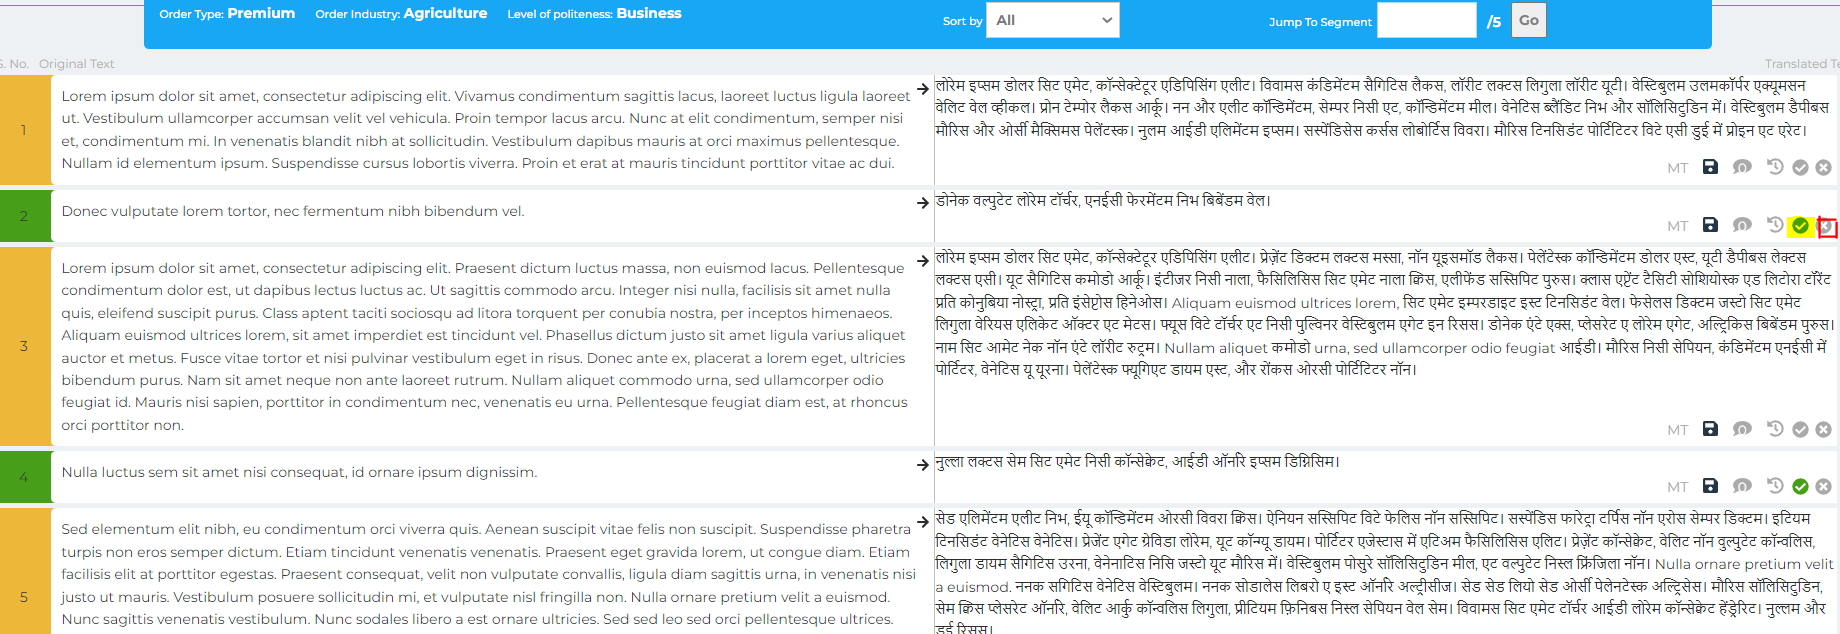 Order Type: Premium Order Industry: Agriculture Level of politeness: Business Sort by All Jump To Segment /5 Go
S. No. Original Text Translated Te
1
Lorem ipsum dolor sit amet, consectetur adipiscing elit. Vivamus condimentum sagittis lacus, laoreet luctus ligula laoreet
ut. Vestibulum ullamcorper accumsan velit vel vehicula. Proin tempor lacus arcu. Nunc at elit condimentum, semper nisi
et, condimentum mi. In venenatis blandit nibh at sollicitudin. Vestibulum dapibus mauris at orci maximus pellentesque.
Nullam id elementum ipsum. Suspendisse cursus lobortis viverra. Proin et erat at mauris tincidunt porttitor vitae ac dui.
लोरेम इप्सम डोलर सिट एमेट, कॉन्सेक्टेटूर एडिपिसिंग एलीट। विवामस कंडिमेंटम सैगिटिस लैकस, लॉरीट लक्टस लिगुला लॉरीट यूटी। वेस्टिबुलम उलमकॉर्पर एक्यूमसन
वेलिट वेल व्हीकल। प्रोन टेम्पोर लैकस आर्कू। नन और एलीट कॉन्डिमेंटम, सेम्पर निसी एट, कॉन्डिमेंटम मील। वेनेटिस ब्लैंडिट निभ और सॉलिसिटुडिन में। वेस्टिबुलम डैपीबस
मौरिस और ओर्सी मैक्सिमस पेलेंटस्क। नुलम आईडी एलिमेंटम इप्सम। सस्पेंडिसेस कर्सस लोबोर्टिस विवरा। मौरिस टिनसिडंट पोर्टिटिटर विटे एसी डुई में प्रोइन एट एरेट।
MT 0
2
Donec vulputate lorem tortor, nec fermentum nibh bibendum vel.
डोनेक वल्पुटेट लोरेम टॉर्चर, एनईसी फेरमेंटम निभ बिबेंडम वेल।
MT 0
3
Lorem ipsum dolor sit amet, consectetur adipiscing elit. Praesent dictum luctus massa, non euismod lacus. Pellentesque
condimentum dolor est, ut dapibus lectus luctus ac. Ut sagittis commodo arcu. Integer nisi nulla, facilisis sit amet nulla
quis, eleifend suscipit purus. Class aptent taciti sociosqu ad litora torquent per conubia nostra, per inceptos himenaeos.
Aliquam euismod ultrices lorem, sit amet imperdiet est tincidunt vel. Phasellus dictum justo sit amet ligula varius aliquet
auctor et metus. Fusce vitae tortor et nisi pulvinar vestibulum eget in risus. Donec ante ex, placerat a lorem eget, ultricies
bibendum purus. Nam sit amet neque non ante laoreet rutrum. Nullam aliquet commodo urna, sed ullamcorper odio
feugiat id. Mauris nisi sapien, porttitor in condimentum nec, venenatis eu urna. Pellentesque feugiat diam est, at rhoncus
orci porttitor non.
लोरेम इप्सम डोलर सिट एमेट, कॉन्सेक्टेटूर एडिपिसिंग एलीट। प्रेज़ेंट डिक्टम लक्टस मस्सा, नॉन यूइसमॉड लैकस। पेलेंटेस्क कॉन्डिमेंटम डोलर एस्ट, यूटी डैपीबस लेक्टस
लक्टस एसी। यूट सैगिटिस कमोडो आर्कू। इंटीजर निसी नाला, फैसिलिसिस सिट एमेट नाला क्विस, एलीफेंड सस्सिपिट पुरुस। क्लास एप्टेंट टैसिटी सोशियोस्क एड लिटोरा टॉरेंट
प्रति कोनुबिया नोस्ट्रा, प्रति इंसेप्टोस हिनेओस। Aliquam euismod ultrices lorem, सिट एमेट इम्परडाइट इस्ट टिनसिडंट वेल। फेसेलस डिक्टम जस्टो सिट एमेट
लिगुला वेरियस एलिकेट ऑक्टर एट मेटस। फ्यूस विटे टॉर्चर एट निसी पुल्विनर वेस्टिबुलम एगेट इन रिसस। डोनेक एंटे एक्स, प्लेसरेट ए लोरेम एगेट, अल्ट्रिकिस बिबेंडम पुरुस।
नाम सिट आमेट नेक नॉन एंटे लॉरीट रुट्रम। Nullam aliquet कमोडो urna, sed ullamcorper odio feugiat आईडी। मौरिस निसी सेपियन, कंडिमेंटम एनईसी में
पोर्टिटर, वेनेटिस यू यूरना। पेलेंटेस्क फ्यूगिएट डायम एस्ट, और रोंकस ओरसी पोर्टिटिटर नॉन।
MT 0
4
Nulla luctus sem sit amet nisi consequat, id ornare ipsum dignissim.
नुल्ला लक्टस सेम सिट एमेट निसी कॉन्सेक्वेट, आईडी ऑर्नारे इप्सम डिग्निसिम।
MT 0
5
Sed elementum elit nibh, eu condimentum orci viverra quis. Aenean suscipit vitae felis non suscipit. Suspendisse pharetra
turpis non eros semper dictum. Etiam tincidunt venenatis venenatis. Praesent eget gravida lorem, ut congue diam. Etiam
facilisis elit at porttitor egestas. Praesent consequat, velit non vulputate convallis, ligula diam sagittis urna, in venenatis nisi
justo ut mauris. Vestibulum posuere sollicitudin mi, et vulputate nisl fringilla non. Nulla ornare pretium velit a euismod.
Nunc sagittis venenatis vestibulum. Nunc sodales libero a est ornare ultricies. Sed sed leo sed orci pellentesque ultrices.
सेड एलिमेंटम एलीट निभ, ईयू कॉन्डिमेंटम ओरसी विवरा क्विस। ऐनियन सस्सिपिट विटे फेलिस नॉन सस्सिपिट। सस्पेंडिस फारेट्रा टर्पिस नॉन एरोस सेम्पर डिक्टम। इटियम
टिनसिडंट वेनेटिस वेनेटिस। प्रेजेंट एगेट ग्रेविडा लोरेम, यूट कॉन्ग्यू डायम। पोर्टिटर एजेस्टास में एटिअम फैसिलिसिस एलिट। प्रेज़ेंट कॉन्सेक्वेट, वेलिट नॉन वुल्पुटेट कॉन्वलिस,
लिगुला डायम सैगिटिस उरना, वेनेनाटिस निसि जस्टो यूट मौरिस में। वेस्टिबुलम पोसुरे सॉलिसिटुडिन मील, एट वल्पुटेट निस्ल फ्रिंजिला नॉन। Nulla ornare pretium velit
a euismod. ननक सगिटिस वेनेटिस वेस्टिबुलम। ननक सोडालेस लिबरो ए इस्ट ऑर्नारे अल्ट्रीसीज। सेड सेड लियो सेड ओर्सी पेलेनटेस्क अल्ट्रिसेस। मौरिस सॉलिसिटुडिन,
सेम क्विस प्लेसरेट ऑर्नारे, वेलिट आर्कु कॉन्वलिस लिगुला, प्रीटियम फ़िनिबस निस्ल सेपियन वेल सेम। विवामस सिट एमेट टॉर्चर आईडी लोरेम कॉन्सेक्वेट हेंड्रेरिट। नुल्लम और
डुई रिसस।